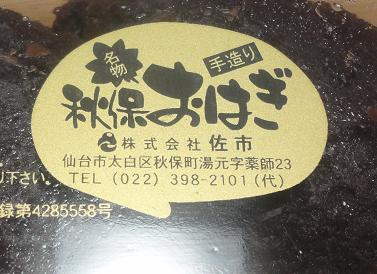 名物
手造り
秋保おはぎ
株式会社 佐市
仙台市太白区秋保町湯元字薬師23
TEL (022) 398-2101(代)
下さい.
録第4285558号